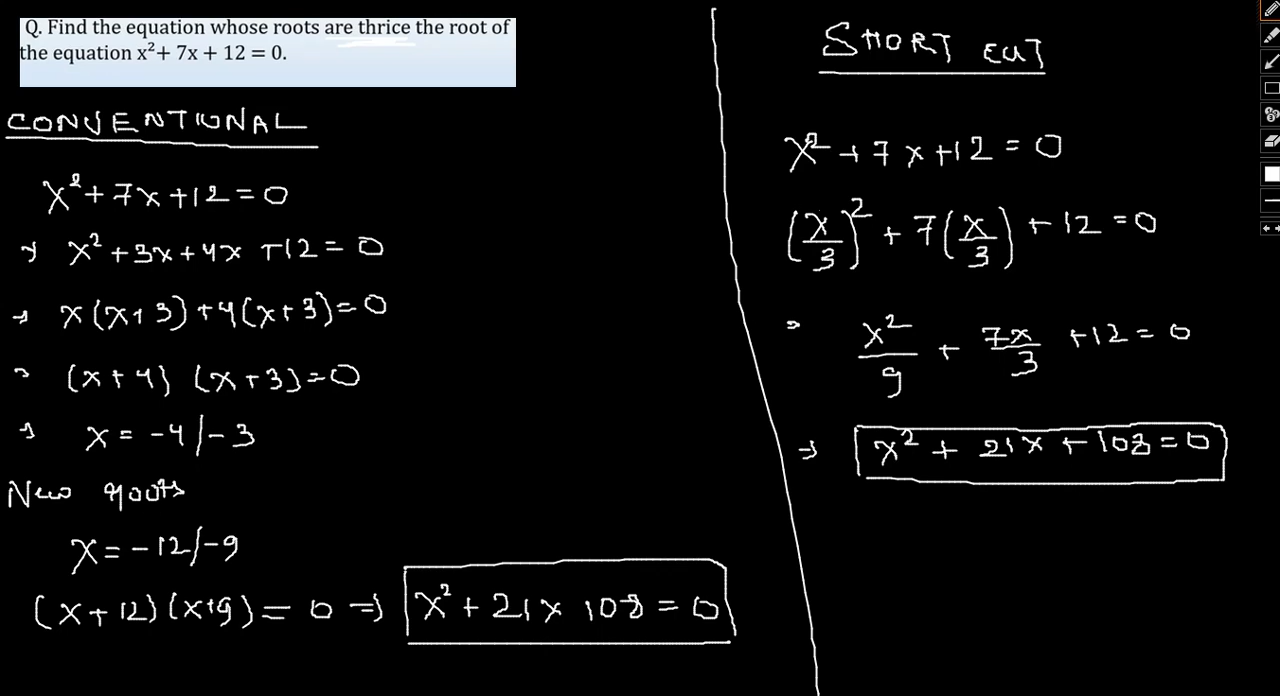 Q. Find the equation whose roots are thrice the root of
the equation x²+ 7x + 12 = 0.
CONVENTIONAL
x²+7x+12=0
⇒ x²+3x+4x+12=0
⇒ x(x+3)+4(x+3)=0
⇒ (x+4) (x+3)=0
⇒ x = -4/-3
New roots
x=-12/-9
(x+12)(x+9)=0 ⇒ x²+21x 108=0
SHORT CUT
x²+7x+12=0
(x/3)²+7(x/3)+12=0
⇒ x²/9 + 7x/3 +12=0
⇒ x²+21x+108=0